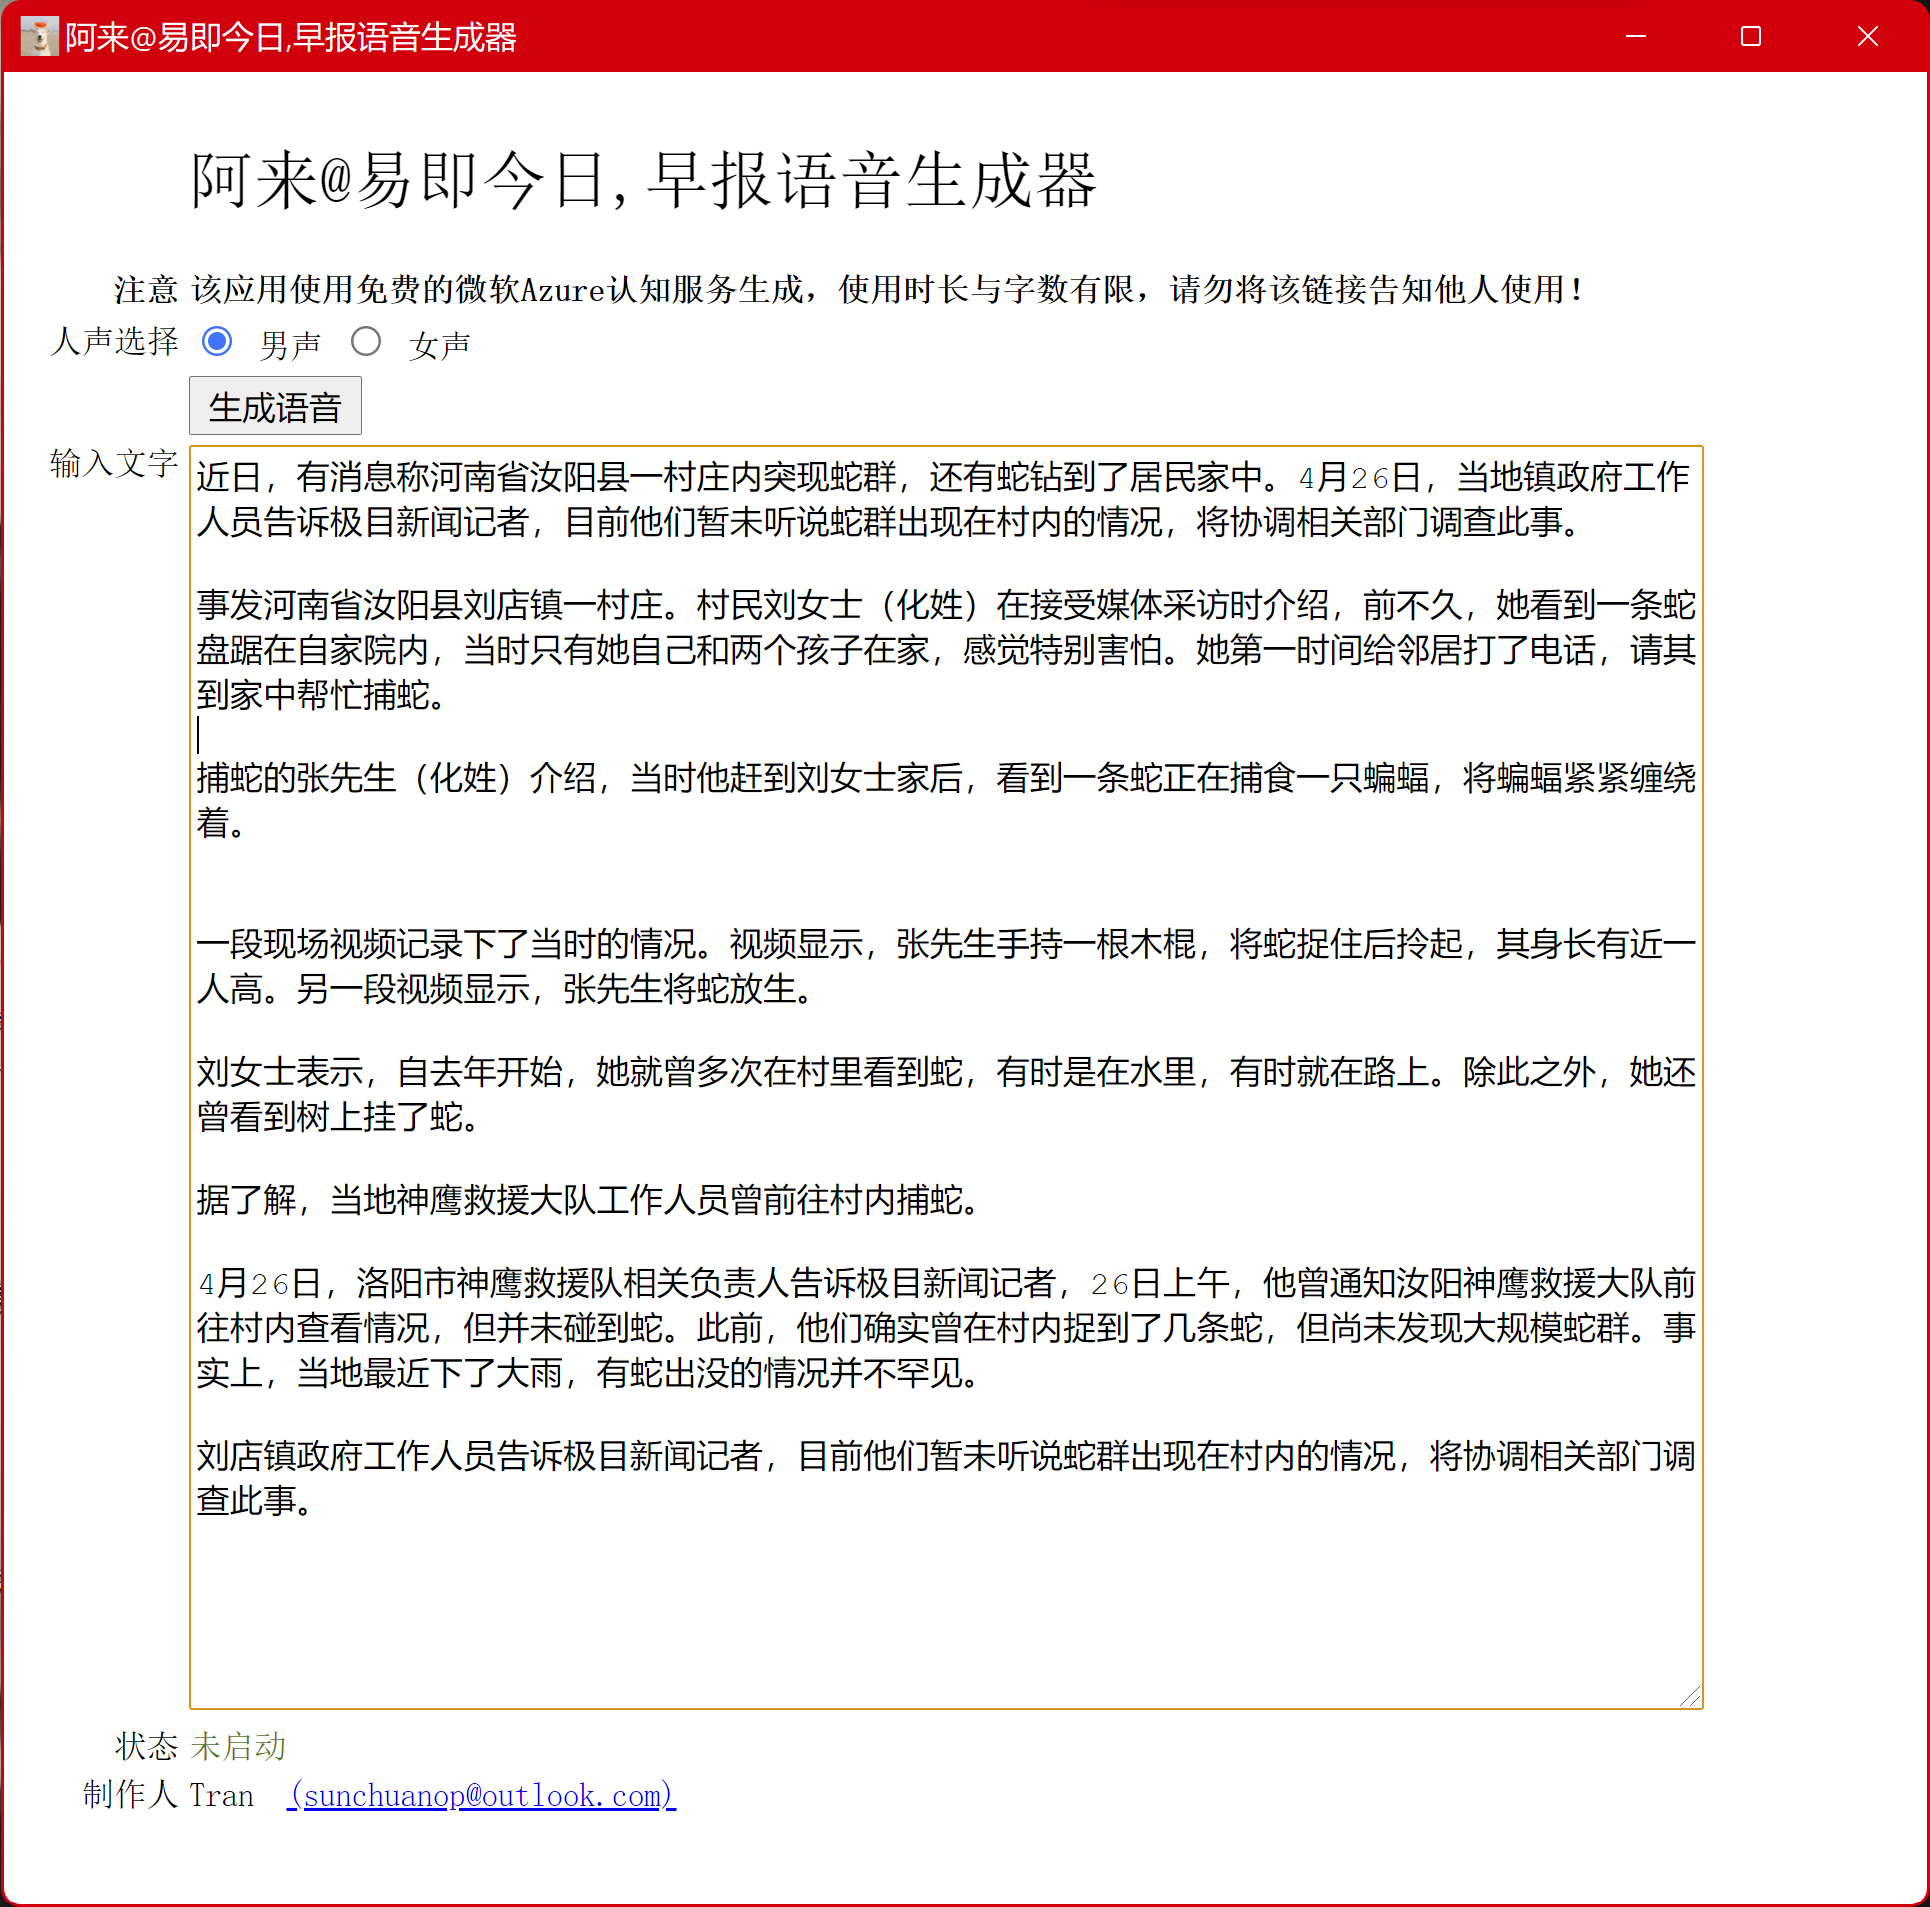 阿来@易即今日,早报语音生成器
阿来@易即今日,早报语音生成器
注意 该应用使用免费的微软Azure认知服务生成，使用时长与字数有限，请勿将该链接告知他人使用！
人声选择 男声 女声
生成语音
输入文字
近日，有消息称河南省汝阳县一村庄内突现蛇群，还有蛇钻到了居民家中。4月26日，当地镇政府工作
人员告诉极目新闻记者，目前他们暂未听说蛇群出现在村内的情况，将协调相关部门调查此事。
事发河南省汝阳县刘店镇一村庄。村民刘女士（化姓）在接受媒体采访时介绍，前不久，她看到一条蛇
盘踞在自家院内，当时只有她自己和两个孩子在家，感觉特别害怕。她第一时间给邻居打了电话，请其
到家中帮忙捕蛇。
捕蛇的张先生（化姓）介绍，当时他赶到刘女士家后，看到一条蛇正在捕食一只蝙蝠，将蝙蝠紧紧缠绕
着。
一段现场视频记录下了当时的情况。视频显示，张先生手持一根木棍，将蛇捉住后拎起，其身长有近一
人高。另一段视频显示，张先生将蛇放生。
刘女士表示，自去年开始，她就曾多次在村里看到蛇，有时是在水里，有时就在路上。除此之外，她还
曾看到树上挂了蛇。
据了解，当地神鹰救援大队工作人员曾前往村内捕蛇。
4月26日，洛阳市神鹰救援队相关负责人告诉极目新闻记者，26日上午，他曾通知汝阳神鹰救援大队前
往村内查看情况，但并未碰到蛇。此前，他们确实曾在村内捉到了几条蛇，但尚未发现大规模蛇群。事
实上，当地最近下了大雨，有蛇出没的情况并不罕见。
刘店镇政府工作人员告诉极目新闻记者，目前他们暂未听说蛇群出现在村内的情况，将协调相关部门调
查此事。
状态 未启动
制作人 Tran (sunchuanop@outlook.com)